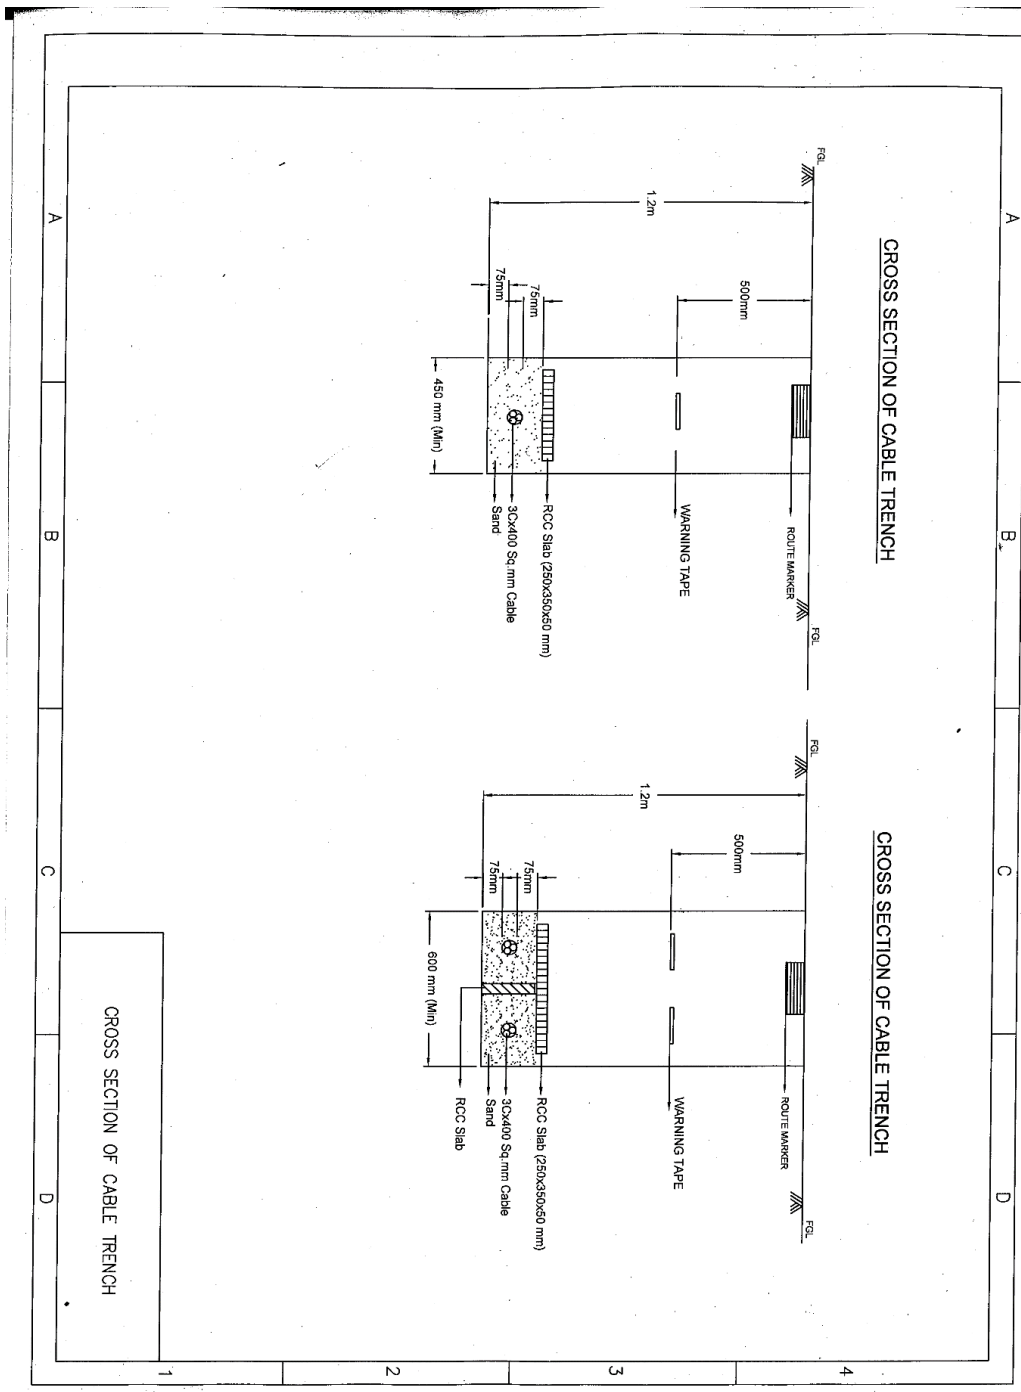 A
B
C
D
CROSS SECTION OF CABLE TRENCH
FGL
1.2m
500mm
ROUTE MARKER
FGL
WARNING TAPE
75mm
75mm
RCC Slab (250x350x50 mm)
3Cx400 Sq.mm Cable
Sand
450 mm (Min)
CROSS SECTION OF CABLE TRENCH
FGL
1.2m
500mm
ROUTE MARKER
FGL
WARNING TAPE
75mm
75mm
RCC Slab (250x350x50 mm)
3Cx400 Sq.mm Cable
Sand
RCC Slab
600 mm (Min)
4
3
2
1
CROSS SECTION OF CABLE TRENCH
A
B
C
D